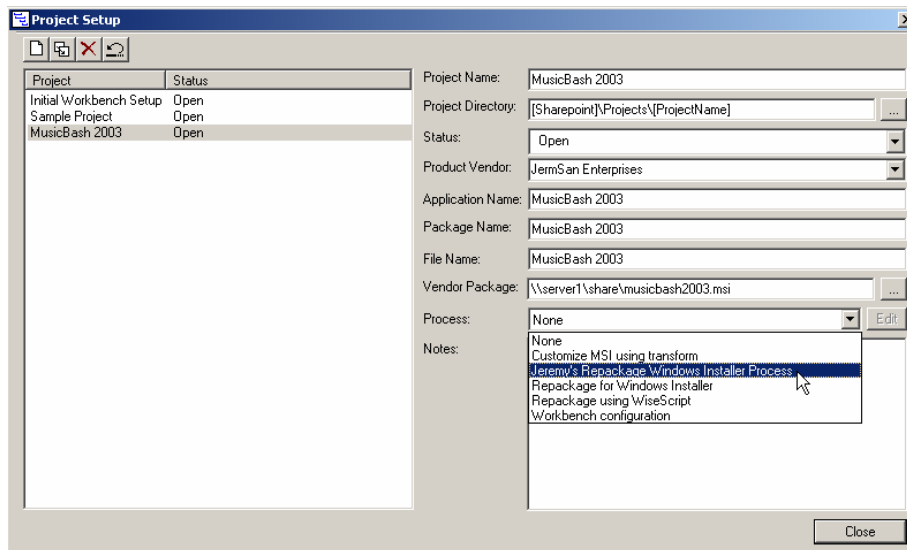 Project Setup
Project Status
Initial Workbench Setup Open
Sample Project Open
MusicBash 2003 Open
Project Name: MusicBash 2003
Project Directory: [Sharepoint]\Projects\[ProjectName] ...
Status: Open
Product Vendor: JermSan Enterprises
Application Name: MusicBash 2003
Package Name: MusicBash 2003
File Name: MusicBash 2003
Vendor Package: \\server1\share\musicbash2003.msi ...
Process: None Edit
Notes:
None
Customize MSI using transform
Jeremy's Repackage Windows Installer Process
Repackage for Windows Installer
Repackage using WiseScript
Workbench configuration
Close